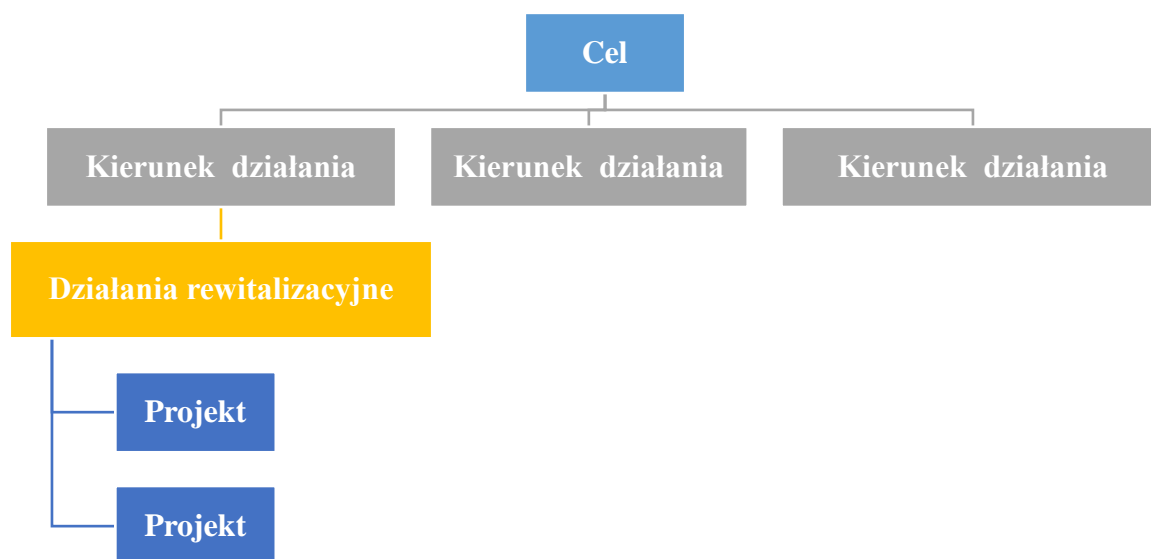 Cel
Kierunek działania
Kierunek działania
Kierunek działania
Działania rewitalizacyjne
Projekt
Projekt